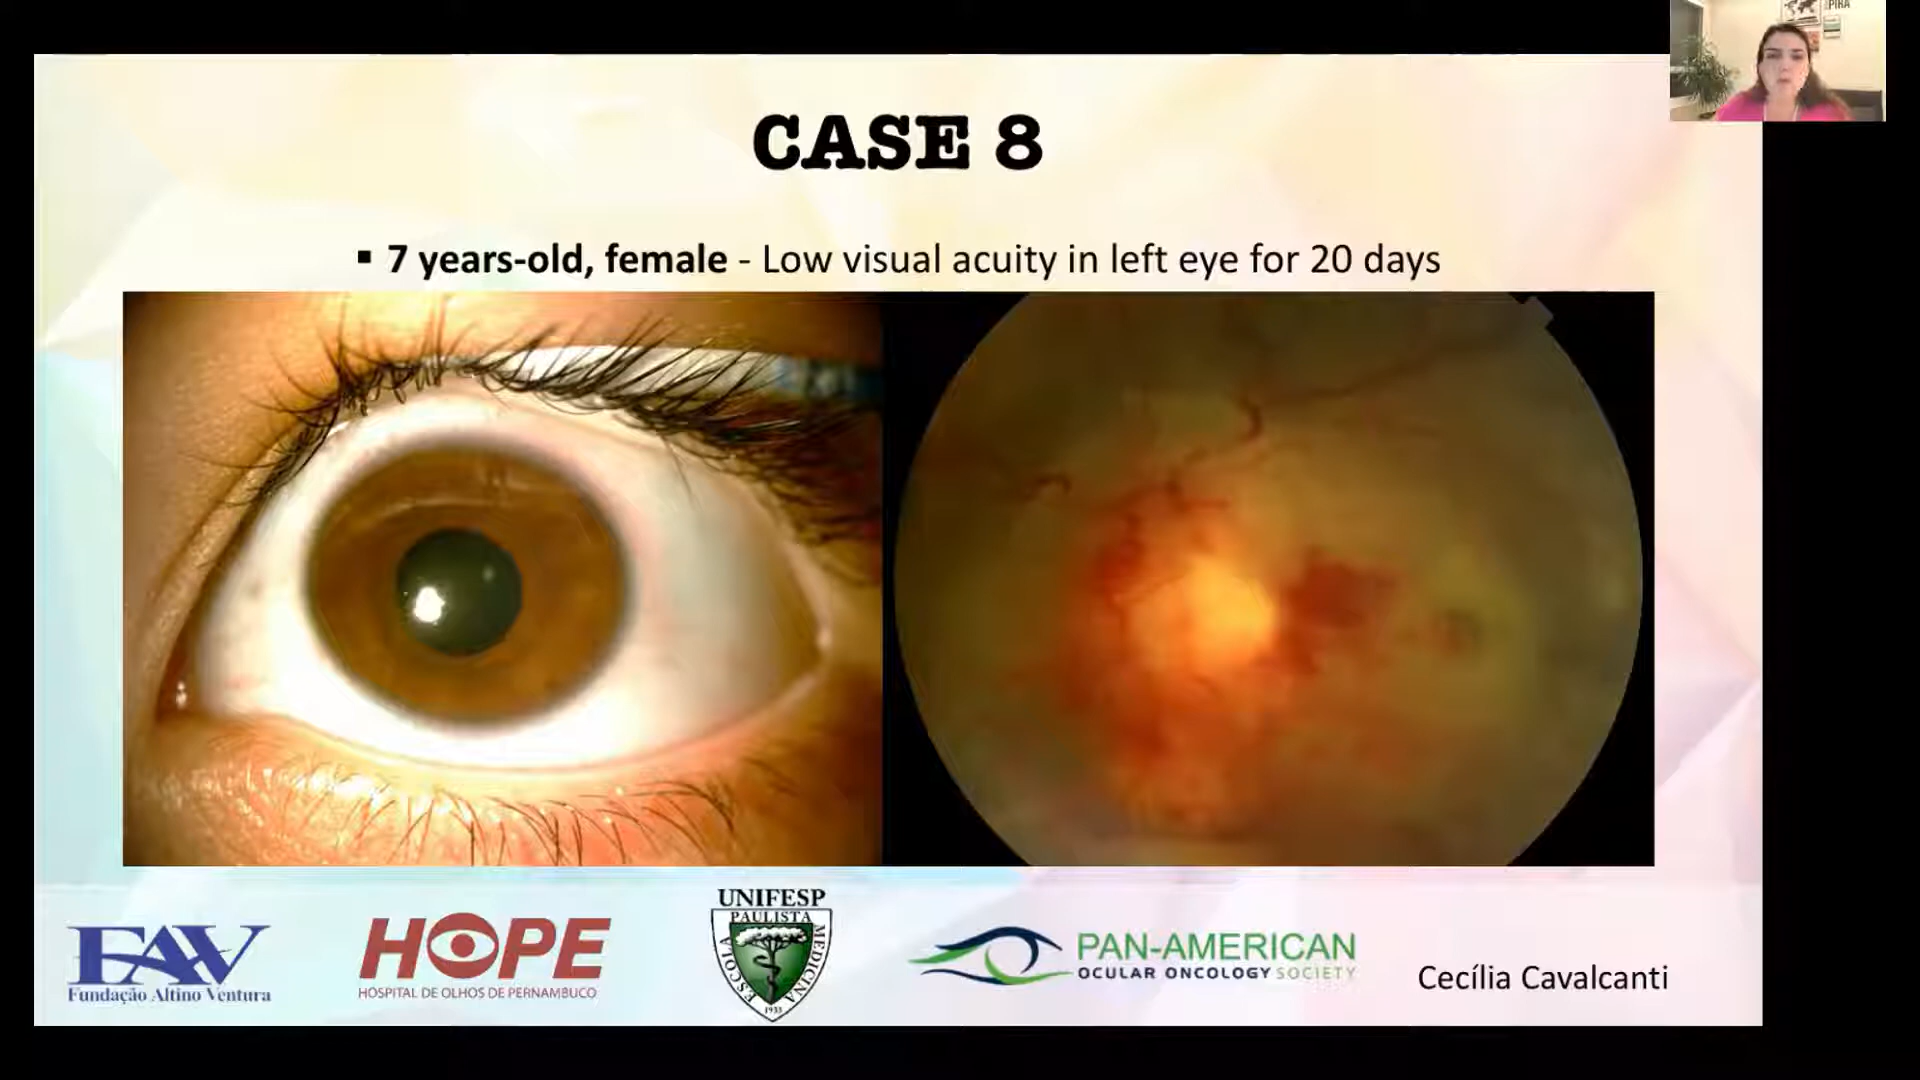 PIRA
CASE 8
▪ 7 years-old, female - Low visual acuity in left eye for 20 days
FAV
Fundação Altino Ventura
HOPE
HOSPITAL DE OLHOS DE PERNAMBUCO
UNIFESP
PAULISTA
ESCOLA
MEDICINA
1933
PAN-AMERICAN
OCULAR ONCOLOGY SOCIETY
Cecília Cavalcanti